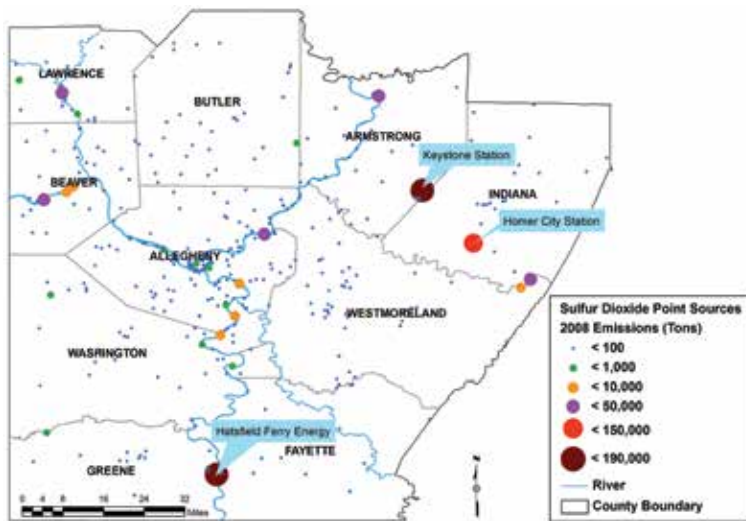 LAWRENCE
BUTLER
ARMSTRONG
Keystone Station
BEAVER
INDIANA
Homer City Station
ALLEGHENY
WESTMORELAND
WASHINGTON
Hatsfield Ferry Energy
FAYETTE
GREENE
0 4 8 16 24 32
Miles
N
Sulfur Dioxide Point Sources
2008 Emissions (Tons)
< 100
< 1,000
< 10,000
< 50,000
< 150,000
< 190,000
River
County Boundary